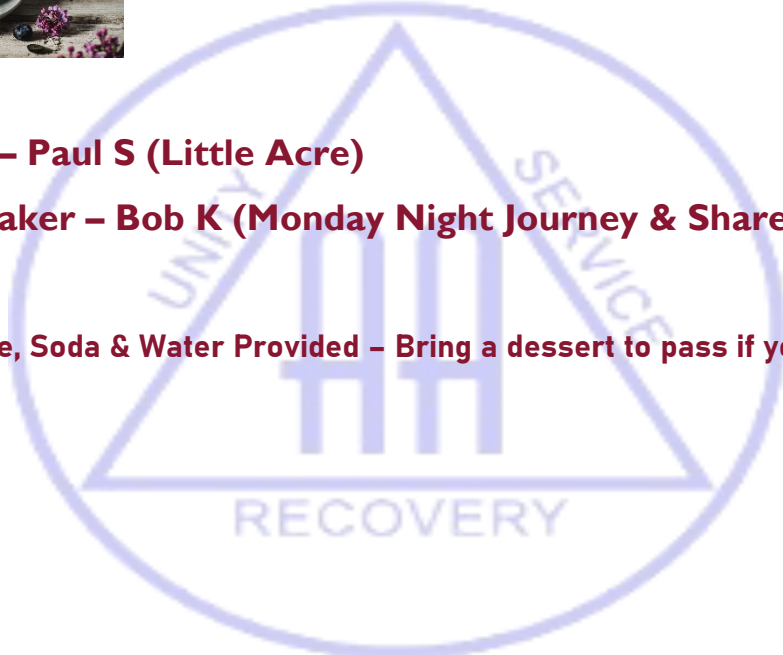 – Paul S (Little Acre)
aker – Bob K (Monday Night Journey & Share
e, Soda & Water Provided – Bring a dessert to pass if y
UNITY
SERVICE
AA
RECOVERY